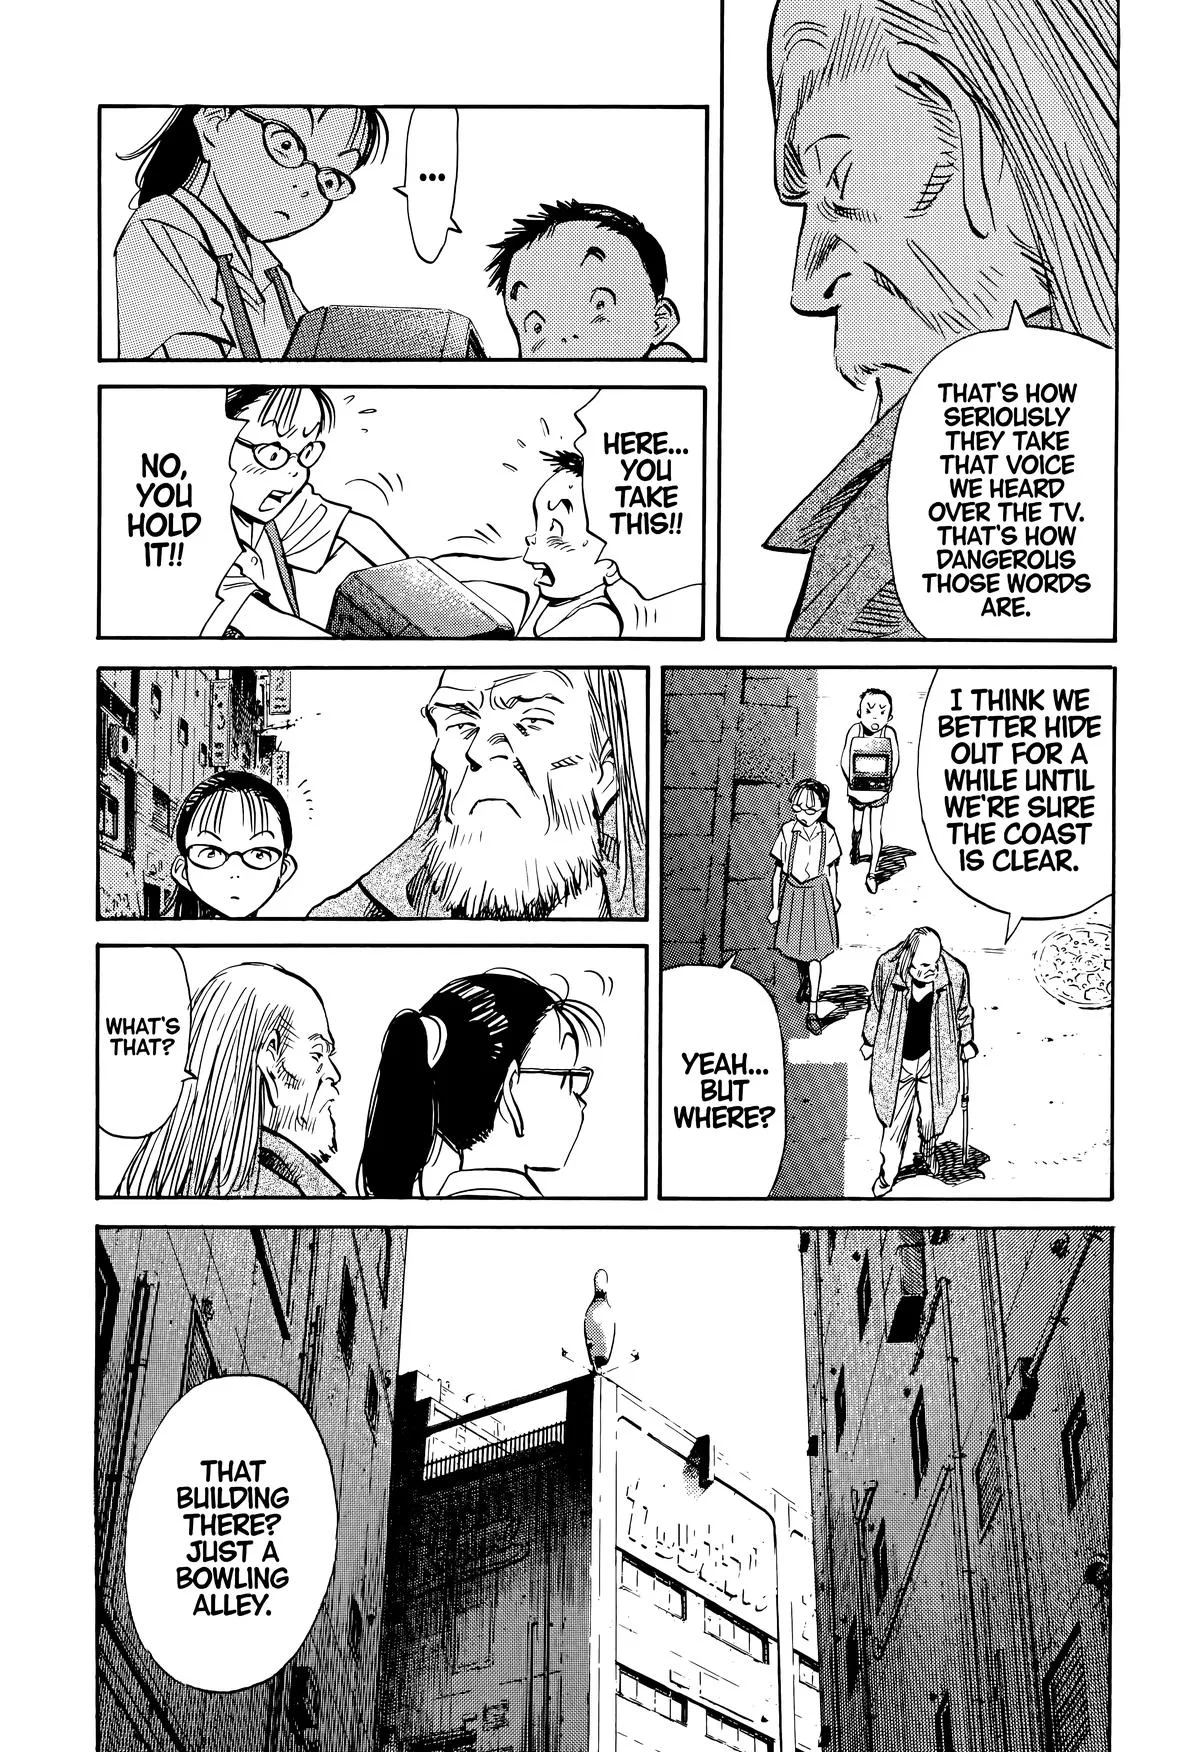 THAT'S HOW
SERIOUSLY
THEY TAKE
THAT VOICE
WE HEARD
OVER THE TV.
THAT'S HOW
DANGEROUS
THOSE WORDS
ARE.
...
HERE...
YOU
TAKE
THIS!!
NO,
YOU
HOLD
IT!!
I THINK WE
BETTER HIDE
OUT FOR A
WHILE UNTIL
WE'RE SURE
THE COAST
IS CLEAR.
YEAH...
BUT
WHERE?
WHAT'S
THAT?
THAT
BUILDING
THERE?
JUST A
BOWLING
ALLEY.